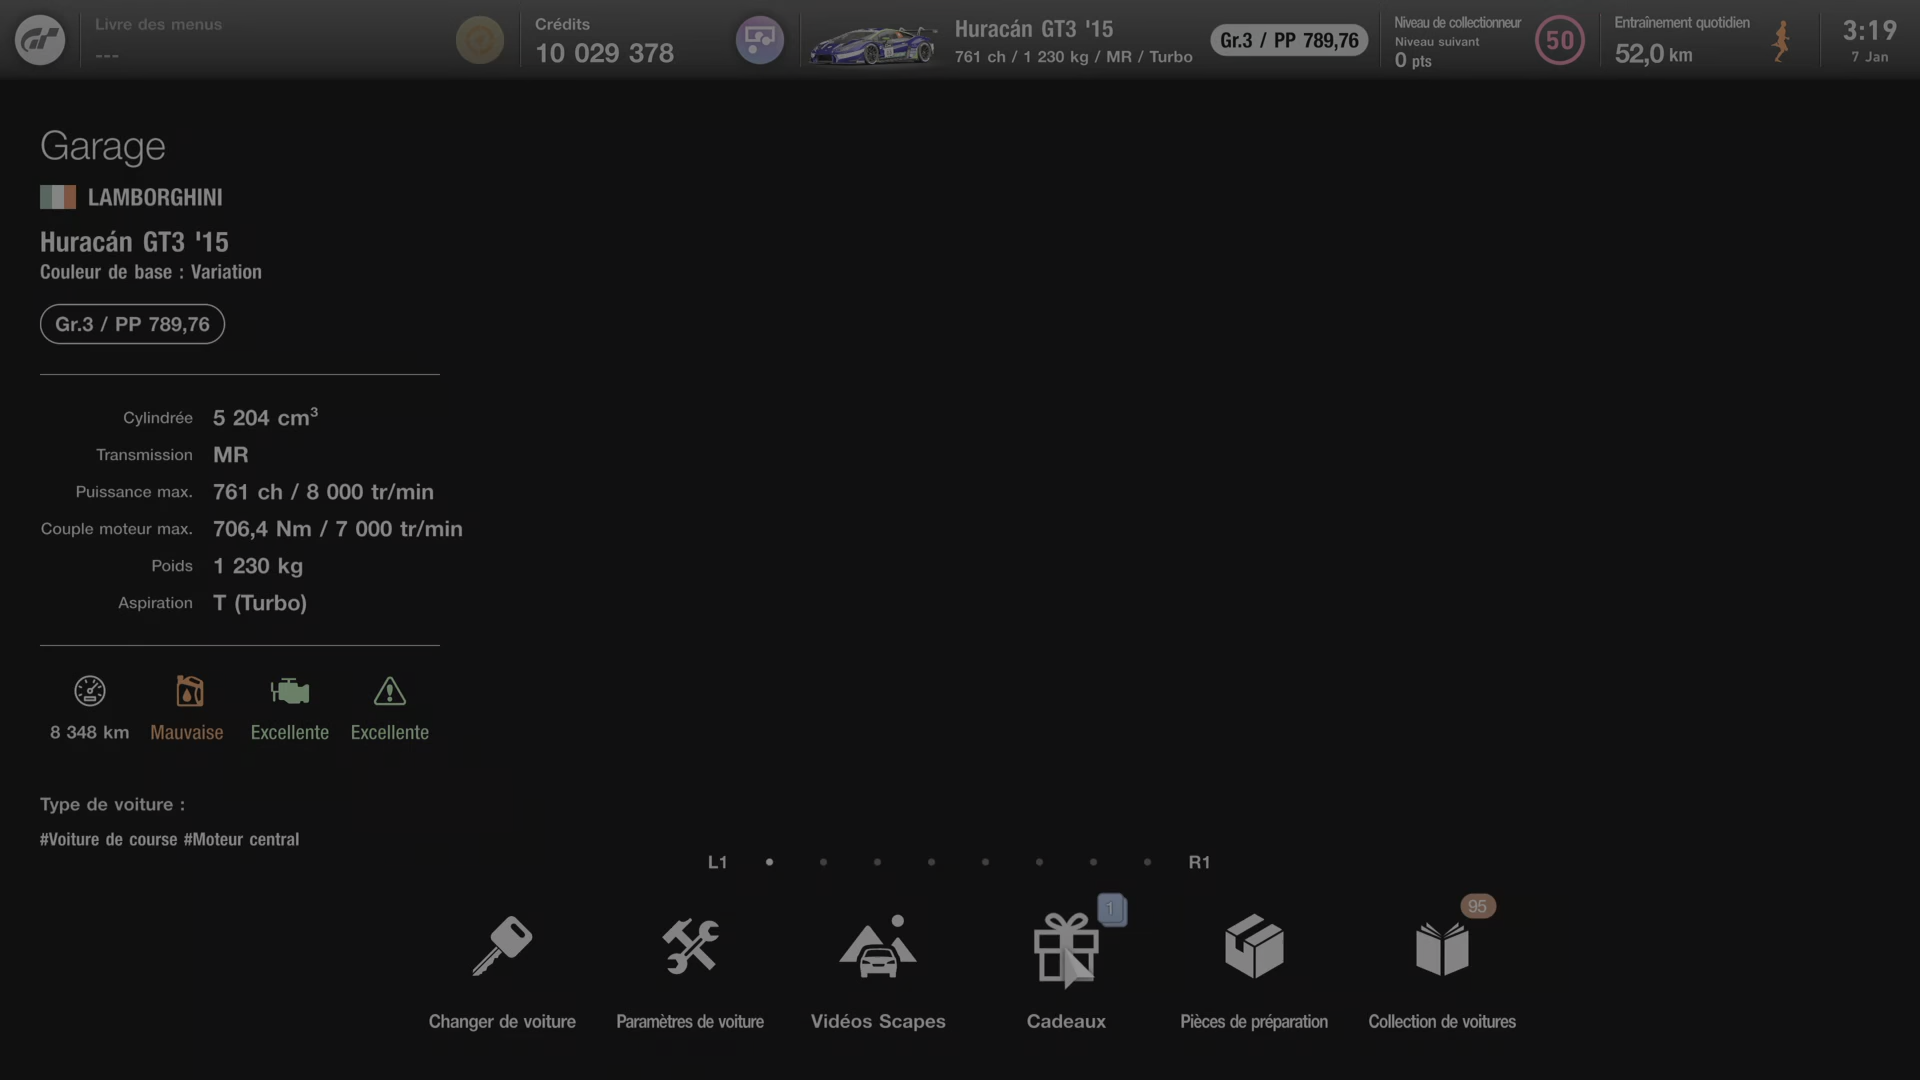 Livre des menus
---
Crédits
10 029 378
Huracán GT3 '15
761 ch / 1 230 kg / MR / Turbo
Gr.3 / PP 789,76
Niveau de collectionneur
Niveau suivant
0 pts
50
Entraînement quotidien
52,0 km
3:19
7 Jan
Garage
LAMBORGHINI
Huracán GT3 '15
Couleur de base : Variation
Gr.3 / PP 789,76
Cylindrée 5 204 cm³
Transmission MR
Puissance max. 761 ch / 8 000 tr/min
Couple moteur max. 706,4 Nm / 7 000 tr/min
Poids 1 230 kg
Aspiration T (Turbo)
8 348 km Mauvaise Excellente Excellente
Type de voiture :
#Voiture de course #Moteur central
L1 R1
1
95
Changer de voiture Paramètres de voiture Vidéos Scapes Cadeaux Pièces de préparation Collection de voitures